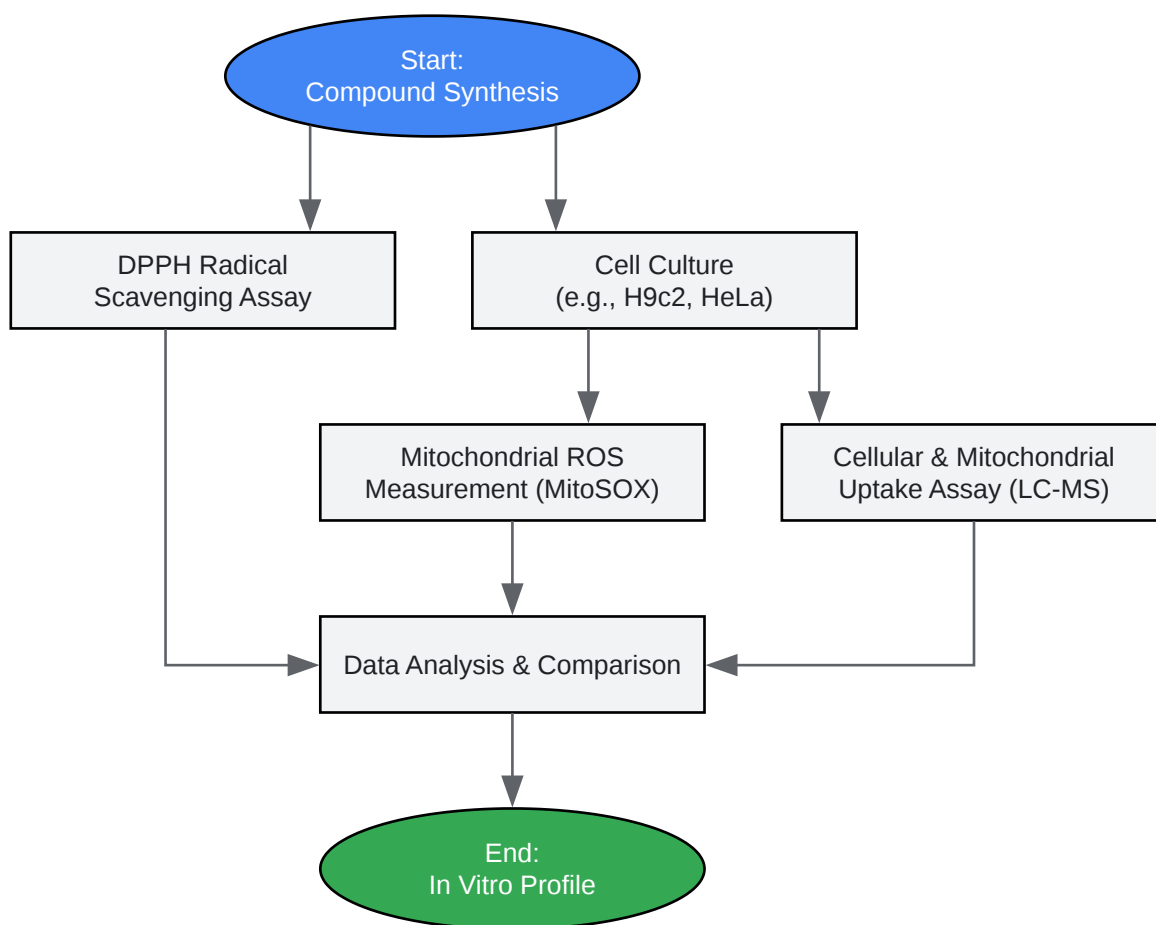 Start:
Compound Synthesis
DPPH Radical
Scavenging Assay
Cell Culture
(e.g., H9c2, HeLa)
Mitochondrial ROS
Measurement (MitoSOX)
Cellular & Mitochondrial
Uptake Assay (LC-MS)
Data Analysis & Comparison
End:
In Vitro Profile